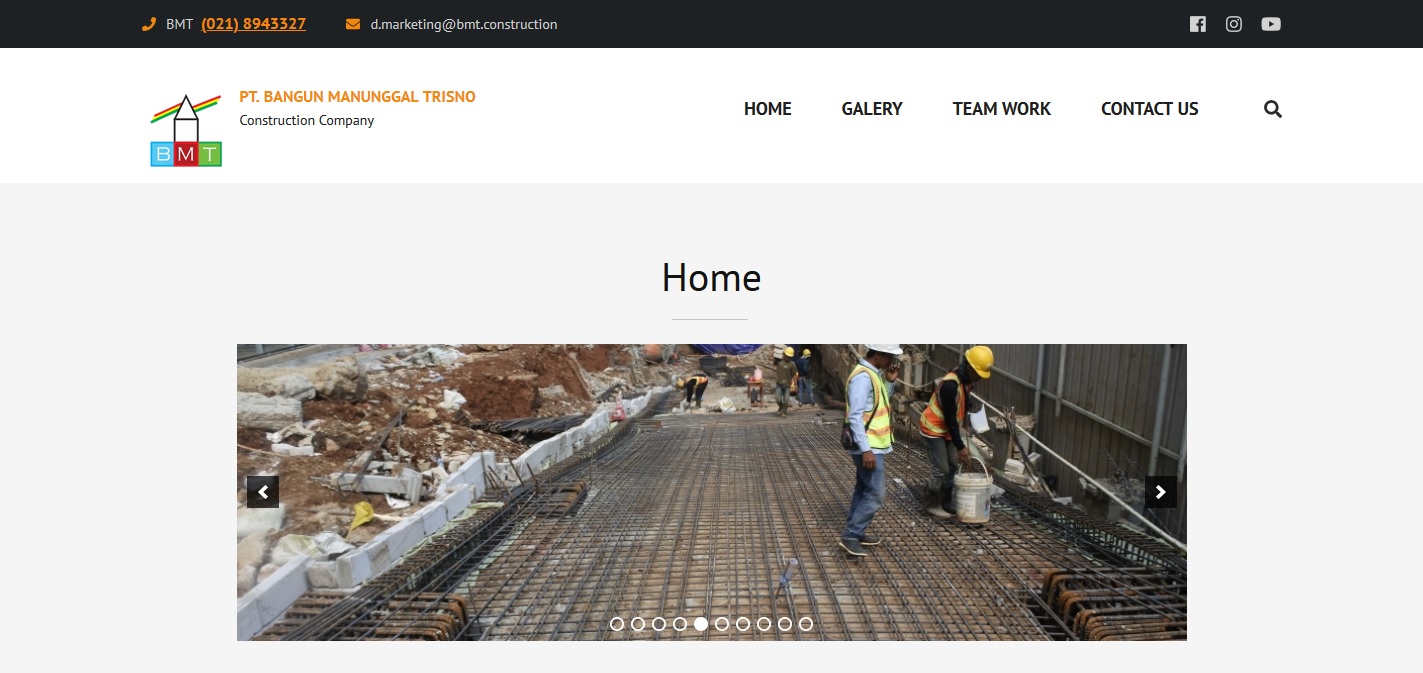 BMT (021) 8943327 d.marketing@bmt.construction
PT. BANGUN MANUNGGAL TRISNO
Construction Company
BMT
HOME GALERY TEAM WORK CONTACT US
Home